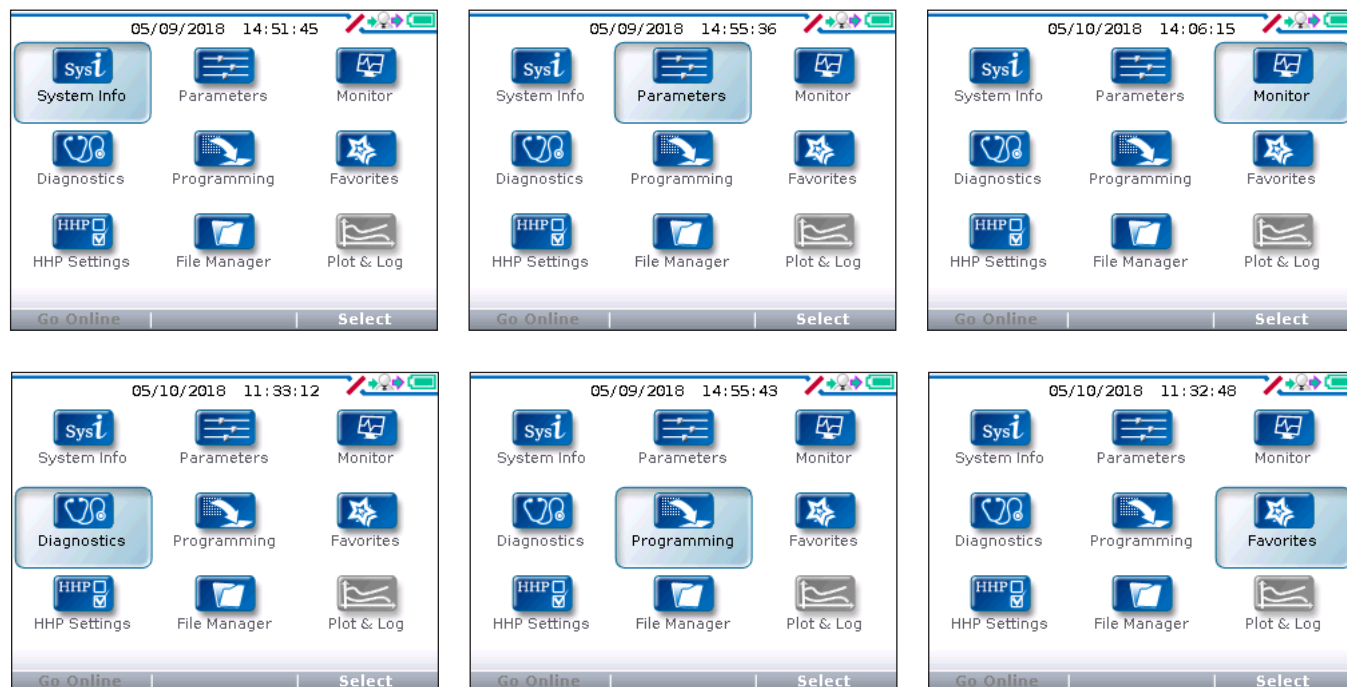 05/09/2018 14:51:45
Sysi
System Info Parameters Monitor
Diagnostics Programming Favorites
HHP
HHP Settings File Manager Plot & Log
Go Online | | Select
05/09/2018 14:55:36
Sysi
System Info Parameters Monitor
Diagnostics Programming Favorites
HHP
HHP Settings File Manager Plot & Log
Go Online | | Select
05/10/2018 14:06:15
Sysi
System Info Parameters Monitor
Diagnostics Programming Favorites
HHP
HHP Settings File Manager Plot & Log
Go Online | | Select
05/10/2018 11:33:12
Sysi
System Info Parameters Monitor
Diagnostics Programming Favorites
HHP
HHP Settings File Manager Plot & Log
Go Online | | Select
05/09/2018 14:55:43
Sysi
System Info Parameters Monitor
Diagnostics Programming Favorites
HHP
HHP Settings File Manager Plot & Log
Go Online | | Select
05/10/2018 11:32:48
Sysi
System Info Parameters Monitor
Diagnostics Programming Favorites
HHP
HHP Settings File Manager Plot & Log
Go Online | | Select